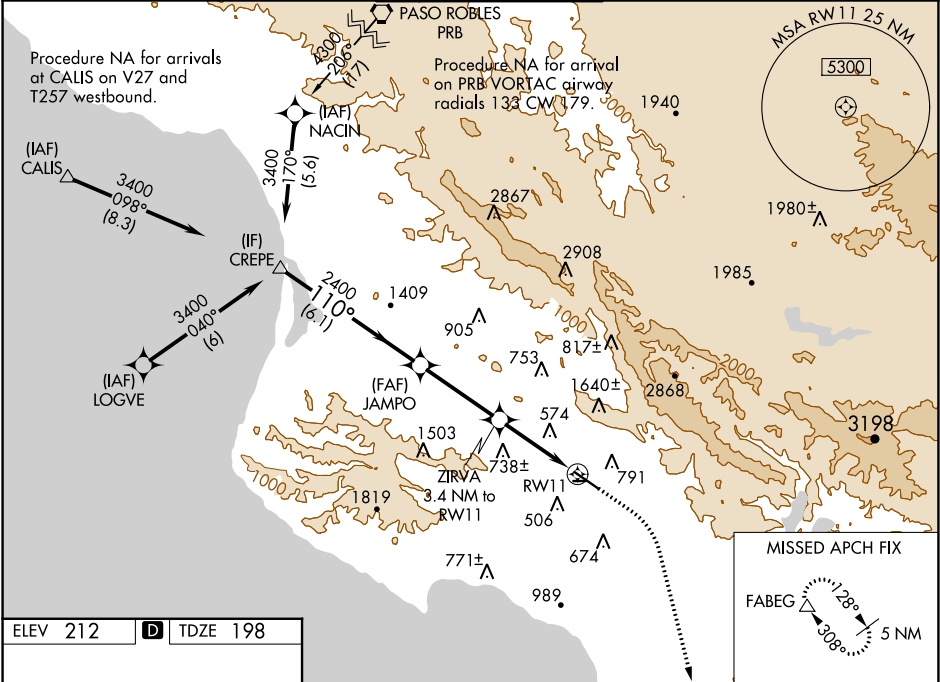 PASO ROBLES
PRB
Procedure NA for arrivals
at CALIS on V27 and
T257 westbound.
4300
206°
(17)
Procedure NA for arrival
on PRB VORTAC airway
radials 133 CW 179.
MSA RW11 25 NM
5300
1000
1940
(IAF)
NACIN
(IAF)
CALIS
3400
098°
(8.3)
3400
170°
(5.6)
2867
1980±
(IF)
CREPE
2908
1985
2400
110°
(6.1)
1409
1000
3400
040°
(6)
905
817±
2000
753
(IAF)
LOGVE
(FAF)
JAMPO
1640±
2868
574
3198
1503
738±
791
ZIRVA
3.4 NM to
RW11
RW11
1000
1819
506
674
771±
989
MISSED APCH FIX
FABEG
128°
308°
5 NM
ELEV 212 D TDZE 198